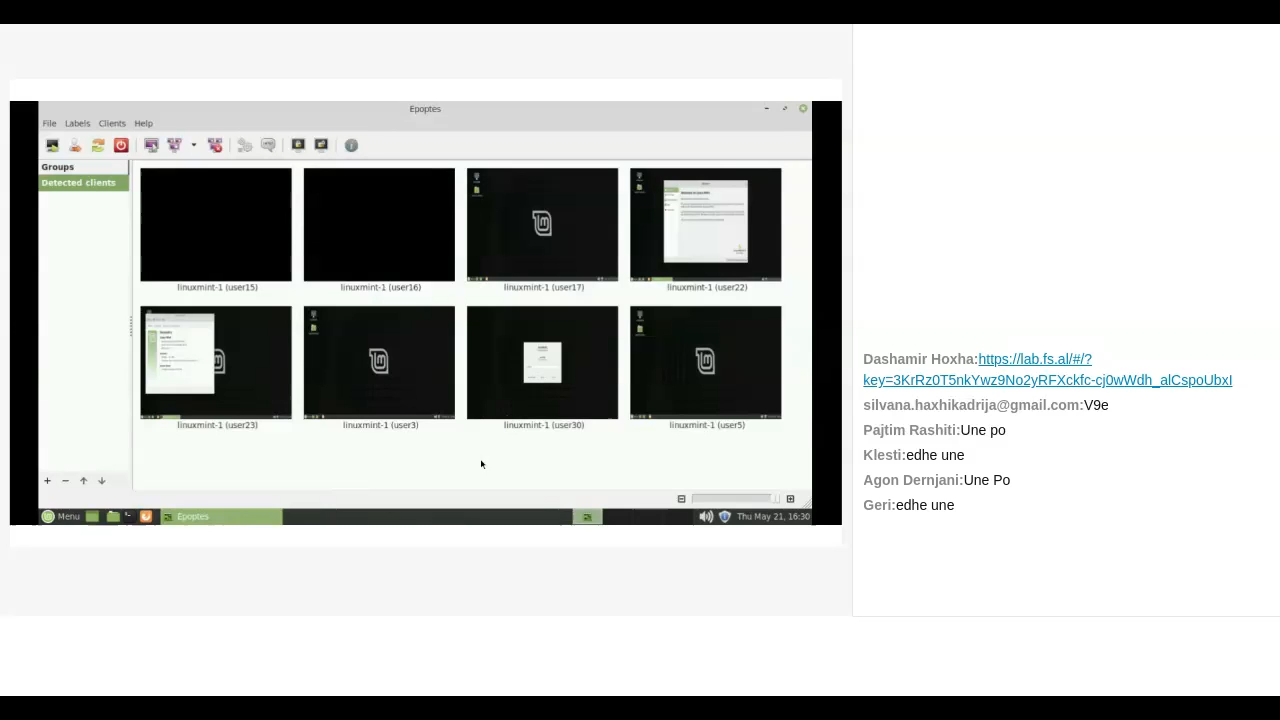 Epoptes
File Labels Clients Help
Groups
Detected clients
linuxmint-1 (user15)
linuxmint-1 (user16)
linuxmint-1 (user17)
linuxmint-1 (user22)
linuxmint-1 (user23)
linuxmint-1 (user3)
linuxmint-1 (user30)
linuxmint-1 (user5)
Menu
Epoptes
Thu May 21, 16:30
Dashamir Hoxha:https://lab.fs.al/#/?
key=3KrRz0T5nkYwz9No2yRFXckfc-cj0wWdh_alCspoUbxI
silvana.haxhikadrija@gmail.com:V9e
Pajtim Rashiti:Une po
Klesti:edhe une
Agon Dernjani:Une Po
Geri:edhe une